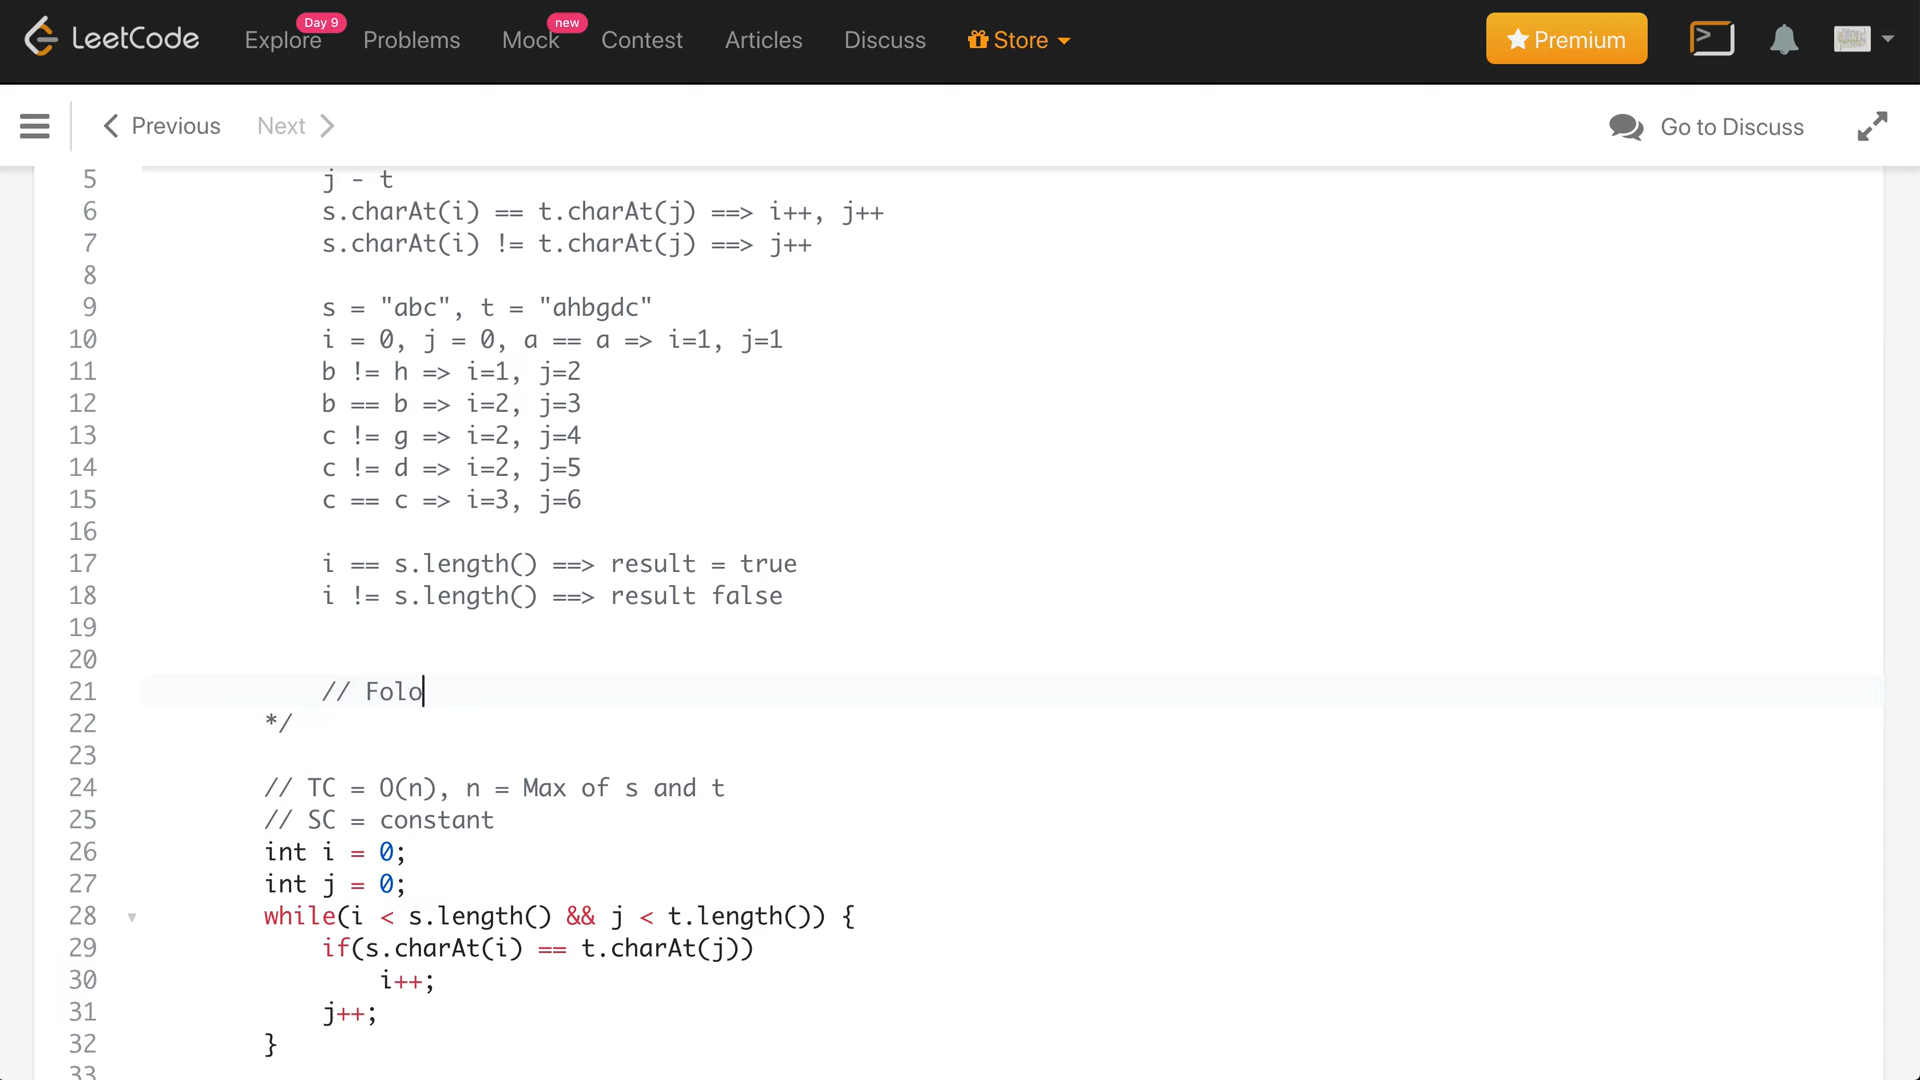 Day 9
new
LeetCode Explore Problems Mock Contest Articles Discuss Store Premium
Previous Next Go to Discuss
5 j - t
6 s.charAt(i) == t.charAt(j) ==> i++, j++
7 s.charAt(i) != t.charAt(j) ==> j++
8
9 s = "abc", t = "ahbgdc"
10 i = 0, j = 0, a == a => i=1, j=1
11 b != h => i=1, j=2
12 b == b => i=2, j=3
13 c != g => i=2, j=4
14 c != d => i=2, j=5
15 c == c => i=3, j=6
16
17 i == s.length() ==> result = true
18 i != s.length() ==> result false
19
20
21 // Folo
22 */
23
24 // TC = O(n), n = Max of s and t
25 // SC = constant
26 int i = 0;
27 int j = 0;
28 while(i < s.length() && j < t.length()) {
29 if(s.charAt(i) == t.charAt(j))
30 i++;
31 j++;
32 }
33